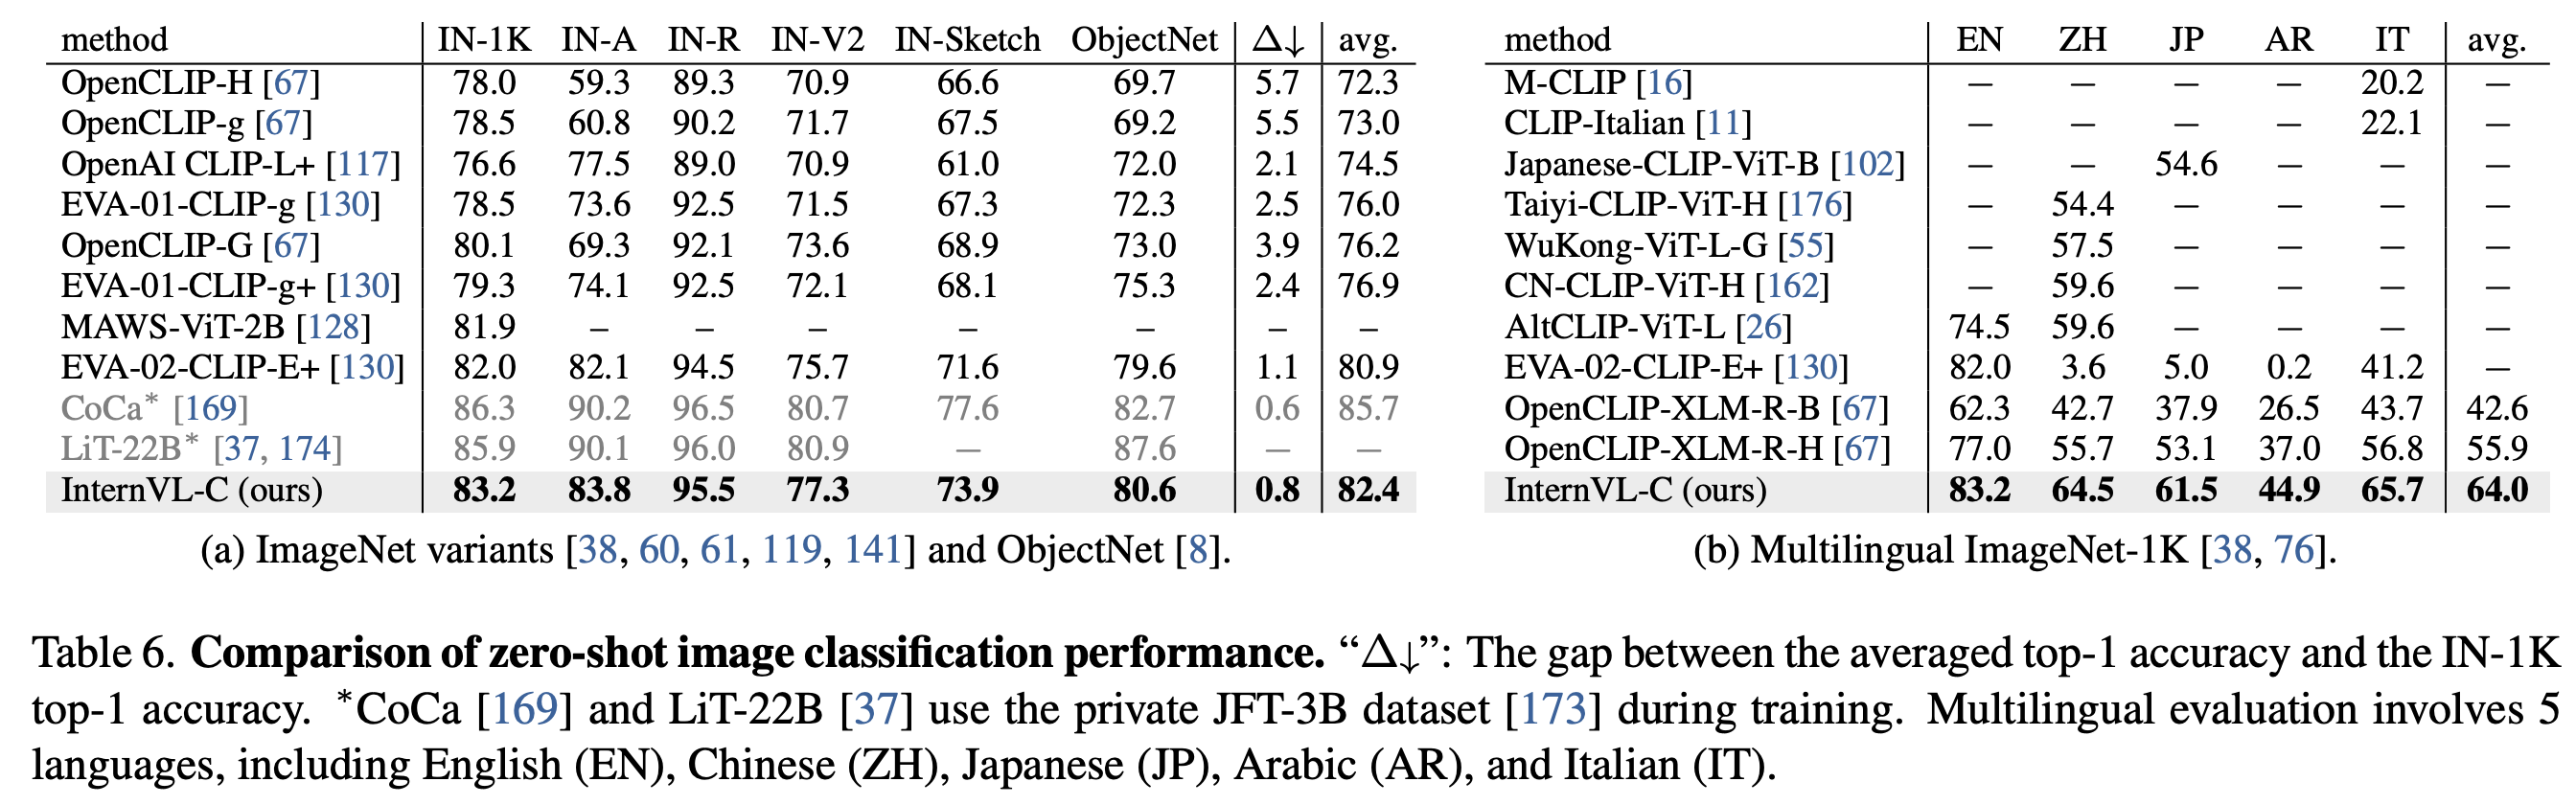 method IN-1K IN-A IN-R IN-V2 IN-Sketch ObjectNet Δ↓ avg.
OpenCLIP-H [67] 78.0 59.3 89.3 70.9 66.6 69.7 5.7 72.3
OpenCLIP-g [67] 78.5 60.8 90.2 71.7 67.5 69.2 5.5 73.0
OpenAI CLIP-L+ [117] 76.6 77.5 89.0 70.9 61.0 72.0 2.1 74.5
EVA-01-CLIP-g [130] 78.5 73.6 92.5 71.5 67.3 72.3 2.5 76.0
OpenCLIP-G [67] 80.1 69.3 92.1 73.6 68.9 73.0 3.9 76.2
EVA-01-CLIP-g+ [130] 79.3 74.1 92.5 72.1 68.1 75.3 2.4 76.9
MAWS-ViT-2B [128] 81.9 – – – – – – –
EVA-02-CLIP-E+ [130] 82.0 82.1 94.5 75.7 71.6 79.6 1.1 80.9
CoCa* [169] 86.3 90.2 96.5 80.7 77.6 82.7 0.6 85.7
LiT-22B* [37, 174] 85.9 90.1 96.0 80.9 — 87.6 — —
InternVL-C (ours) 83.2 83.8 95.5 77.3 73.9 80.6 0.8 82.4
(a) ImageNet variants [38, 60, 61, 119, 141] and ObjectNet [8].
method EN ZH JP AR IT avg.
M-CLIP [16] — — — — 20.2 —
CLIP-Italian [11] — — — — 22.1 —
Japanese-CLIP-ViT-B [102] — — 54.6 — — —
Taiyi-CLIP-ViT-H [176] — 54.4 — — — —
WuKong-ViT-L-G [55] — 57.5 — — — —
CN-CLIP-ViT-H [162] — 59.6 — — — —
AltCLIP-ViT-L [26] 74.5 59.6 — — — —
EVA-02-CLIP-E+ [130] 82.0 3.6 5.0 0.2 41.2 —
OpenCLIP-XLM-R-B [67] 62.3 42.7 37.9 26.5 43.7 42.6
OpenCLIP-XLM-R-H [67] 77.0 55.7 53.1 37.0 56.8 55.9
InternVL-C (ours) 83.2 64.5 61.5 44.9 65.7 64.0
(b) Multilingual ImageNet-1K [38, 76].
Table 6. Comparison of zero-shot image classification performance. “Δ↓”: The gap between the averaged top-1 accuracy and the IN-1K
top-1 accuracy. *CoCa [169] and LiT-22B [37] use the private JFT-3B dataset [173] during training. Multilingual evaluation involves 5
languages, including English (EN), Chinese (ZH), Japanese (JP), Arabic (AR), and Italian (IT).